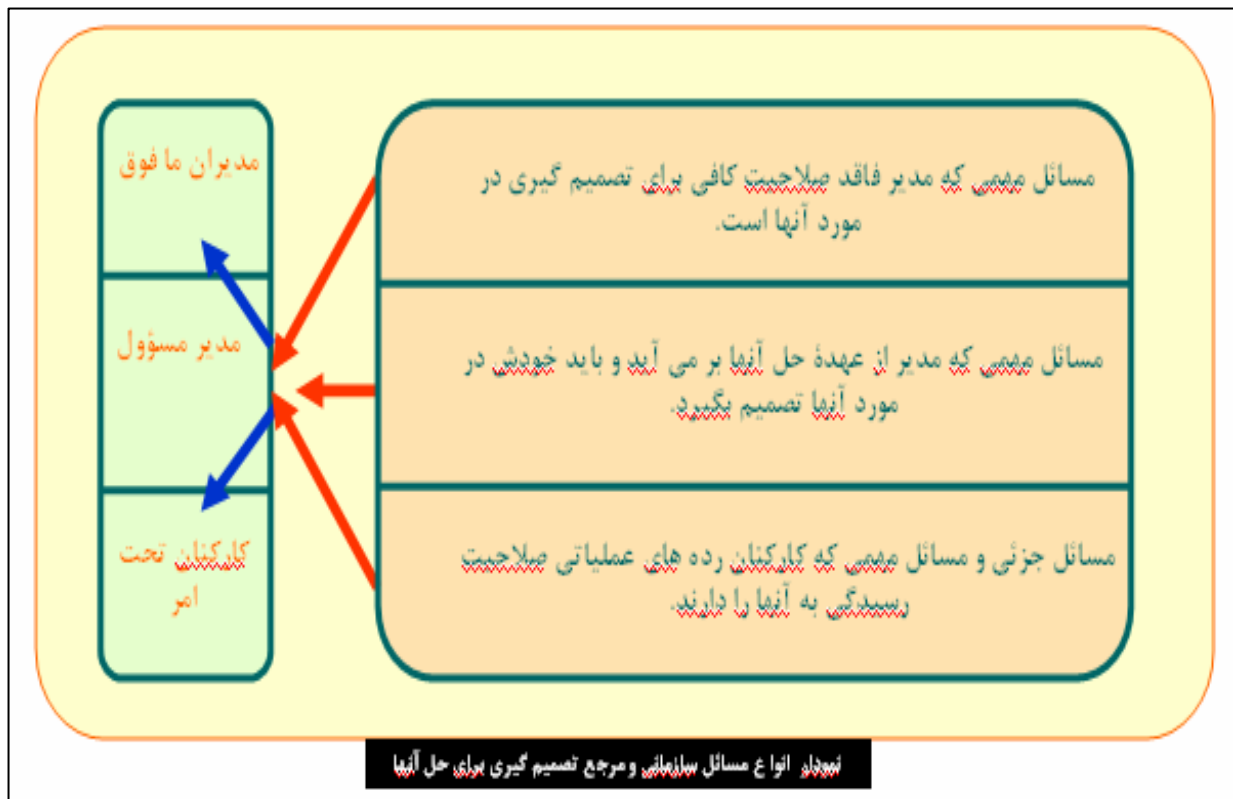 مسائل مهمی که مدیر فاقد صلاحیت کافی برای تصمیم گیری در
مورد آنها است.
مسائل مهمی که مدیر از عهدهٔ حل آنها بر می آید و باید خودش در
مورد آنها تصمیم بگیرد.
مسائل جزئی و مسائل مهمی که کارکنان رده های عملیاتی صلاحیت
رسیدگی به آنها را دارند.
مدیران ما فوق
مدیر مسؤول
کارکنان تحت
امر
نمودار انوا ع مسائل سازمانی و مرجع تصمیم گیری برای حل آنها